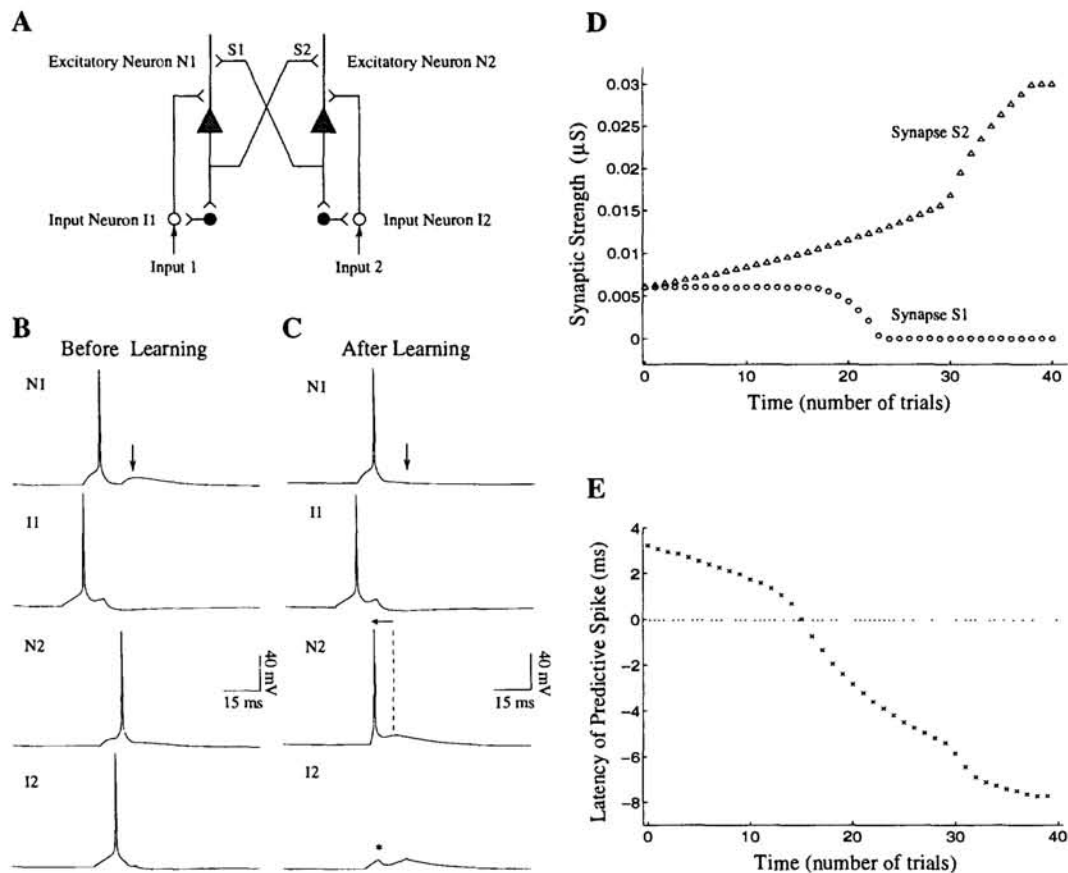 A
Excitatory Neuron N1
S1
S2
Excitatory Neuron N2
Input Neuron I1
Input Neuron I2
Input 1
Input 2
B
Before Learning
N1
I1
N2
40 mV
15 ms
I2
C
After Learning
N1
I1
N2
40 mV
15 ms
I2
*
D
Synaptic Strength (μS)
0.03
0.025
0.02
0.015
0.01
0.005
0
Synapse S2
Synapse S1
0
10
20
30
40
Time (number of trials)
E
Latency of Predictive Spike (ms)
4
2
0
-2
-4
-6
-8
0
10
20
30
40
Time (number of trials)